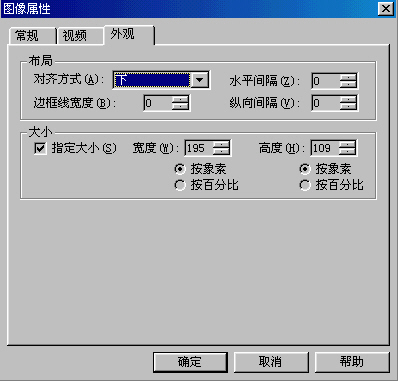 图像属性
常规 视频 外观
布局
对齐方式(A): 下 水平间隔(Z): 0
边框线宽度(B): 0 纵向间隔(V): 0
大小
指定大小(S) 宽度(W): 195 高度(H): 109
按象索 按象索
按百分比 按百分比
确定 取消 帮助